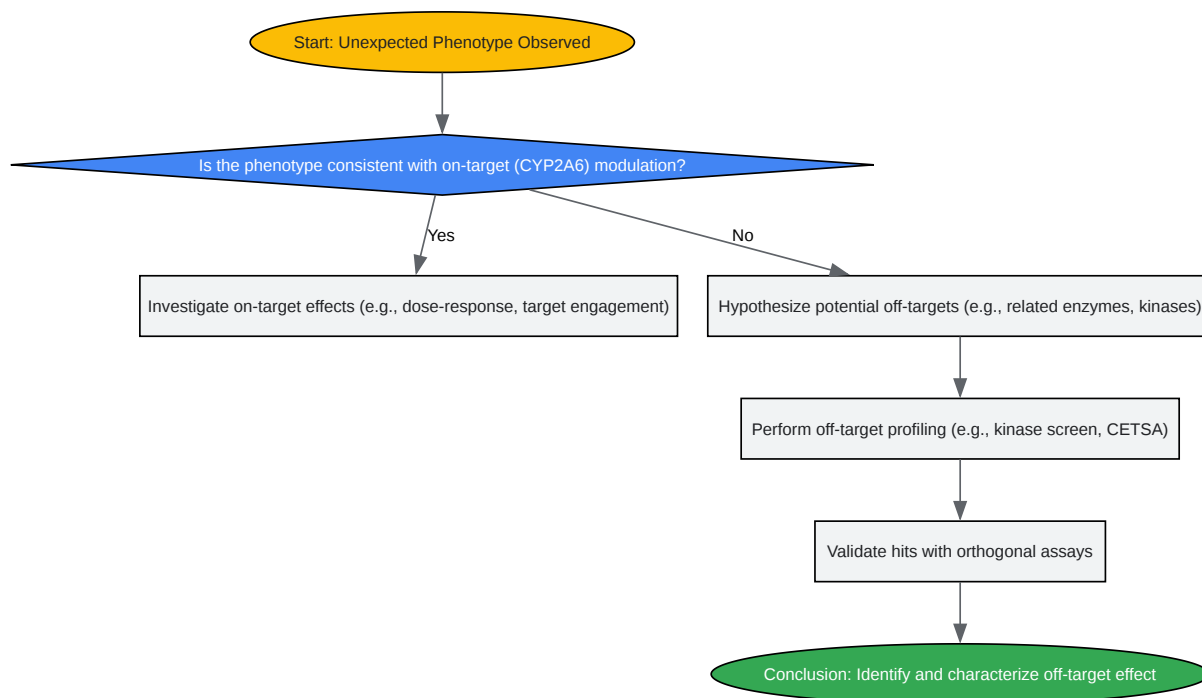 Start: Unexpected Phenotype Observed
Is the phenotype consistent with on-target (CYP2A6) modulation?
Yes
No
Investigate on-target effects (e.g., dose-response, target engagement)
Hypothesize potential off-targets (e.g., related enzymes, kinases)
Perform off-target profiling (e.g., kinase screen, CETSA)
Validate hits with orthogonal assays
Conclusion: Identify and characterize off-target effect